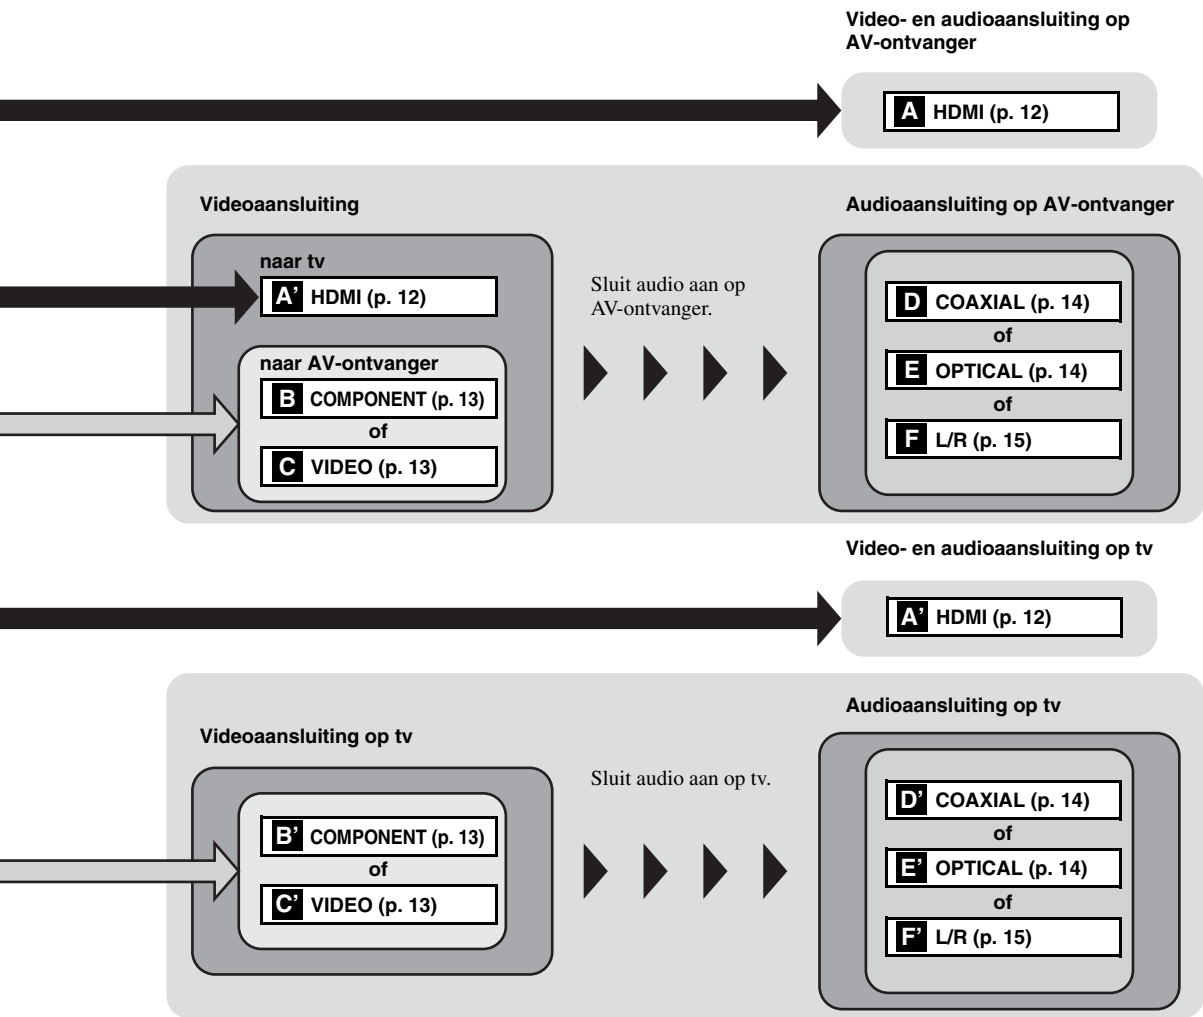 Video- en audioaansluiting op
AV-ontvanger
A HDMI (p. 12)
Videoaansluiting
naar tv
A’ HDMI (p. 12)
naar AV-ontvanger
B COMPONENT (p. 13)
of
C VIDEO (p. 13)
Sluit audio aan op
AV-ontvanger.
Audioaansluiting op AV-ontvanger
D COAXIAL (p. 14)
of
E OPTICAL (p. 14)
of
F L/R (p. 15)
Video- en audioaansluiting op tv
A’ HDMI (p. 12)
Videoaansluiting op tv
B’ COMPONENT (p. 13)
of
C’ VIDEO (p. 13)
Sluit audio aan op tv.
Audioaansluiting op tv
D’ COAXIAL (p. 14)
of
E’ OPTICAL (p. 14)
of
F’ L/R (p. 15)